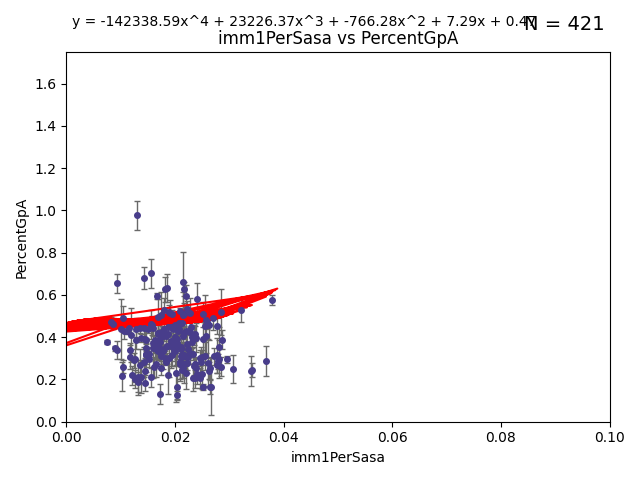 y = -142338.59x^4 + 23226.37x^3 + -766.28x^2 + 7.29x + 0.47
N = 421
imm1PerSasa vs PercentGpA
PercentGpA
1.6
1.4
1.2
1.0
0.8
0.6
0.4
0.2
0.0
0.00 0.02 0.04 0.06 0.08 0.10
imm1PerSasa